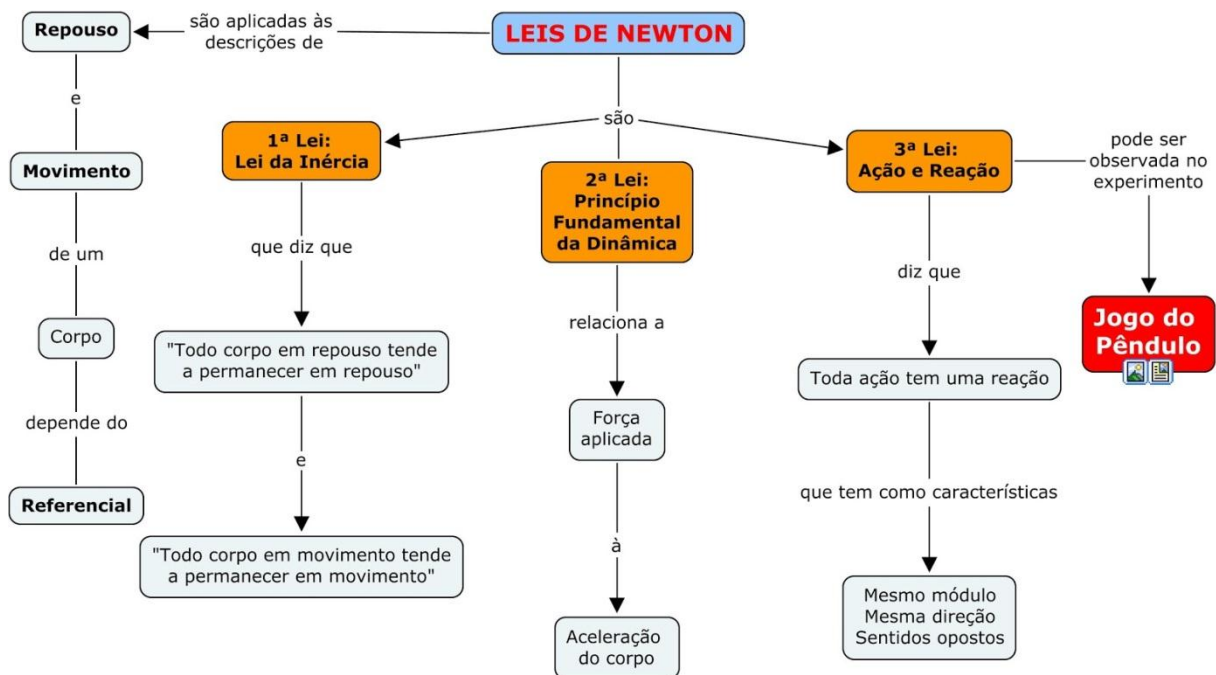 LEIS DE NEWTON
são aplicadas às
descrições de
Repouso
e
Movimento
de um
Corpo
depende do
Referencial
são
1ª Lei:
Lei da Inércia
que diz que
"Todo corpo em repouso tende
a permanecer em repouso"
e
"Todo corpo em movimento tende
a permanecer em movimento"
2ª Lei:
Princípio
Fundamental
da Dinâmica
relaciona a
Força
aplicada
à
Aceleração
do corpo
3ª Lei:
Ação e Reação
diz que
Toda ação tem uma reação
que tem como características
Mesmo módulo
Mesma direção
Sentidos opostos
pode ser
observada no
experimento
Jogo do
Pêndulo